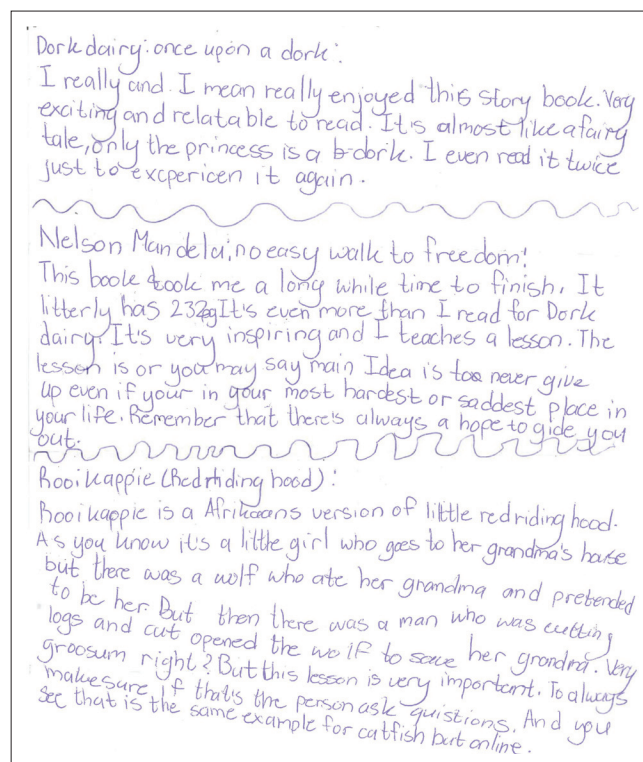 Dork dairy: once upon a dork:
I really and I mean really enjoyed this story book. Very
exciting and relatable to read. It's almost like a fairy
tale, only the princess is a dork. I even read it twice
just to excpericen it again.
Nelson Mandela; no easy walk to freedom!
This book took me a long while time to finish. It
litterly has 232pg It's even more than I read for Dork
dairy. It's very inspiring and I teaches a lesson. The
lesson is or you may say main Idea is too never give
up even if your in your most hardest or saddest place in
your life. Remember that there's always a hope to gide you
out.
Rooikappie (Red riding hood):
Rooikappie is a Afrikaans version of little red riding hood.
As you know it's a little girl who goes to her grandma's house
but there was a wolf who ate her grandma and pretended
to be her. But then there was a man who was cutting
logs and cut opened the wolf to save her grandma. Very
groosum right? But this lesson is very important. To always
makesure if that's the person ask quistions. And you
see that is the same example for catfish but online.